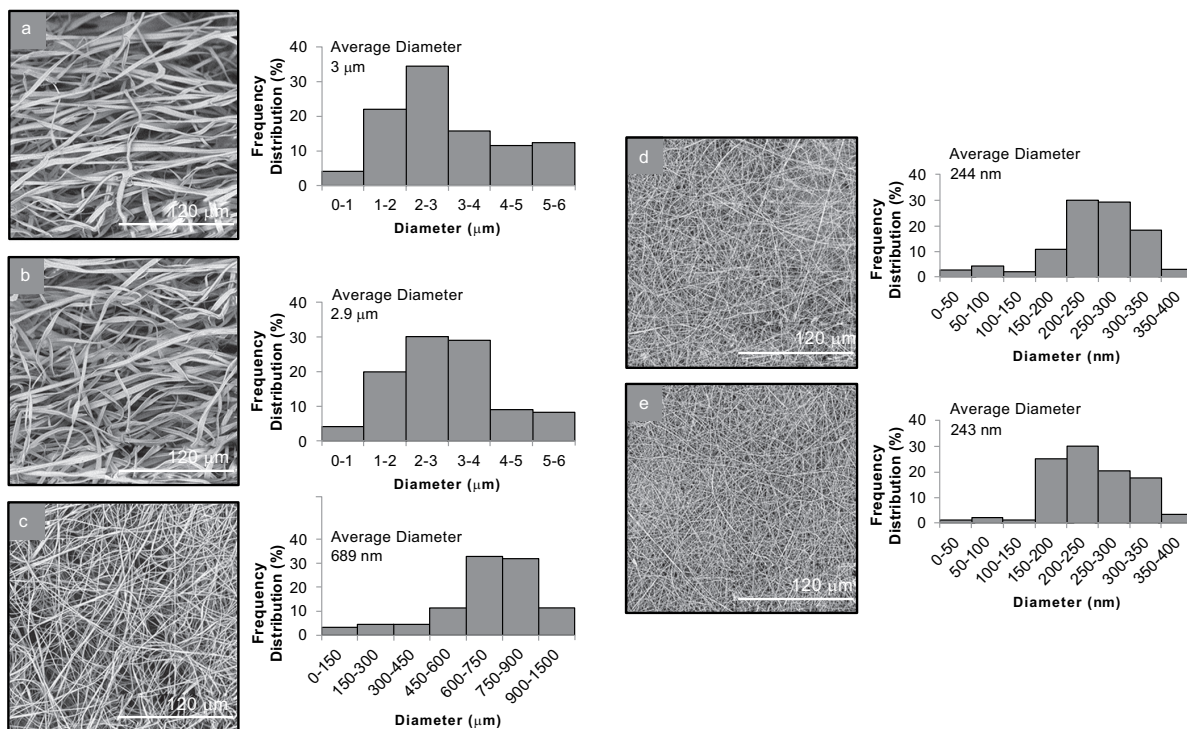 a
120 μm
Average Diameter
3 μm
Frequency
Distribution (%)
40
30
20
10
0
0-1 1-2 2-3 3-4 4-5 5-6
Diameter (μm)
b
120 μm
Average Diameter
2.9 μm
Frequency
Distribution (%)
40
30
20
10
0
0-1 1-2 2-3 3-4 4-5 5-6
Diameter (μm)
c
120 μm
Average Diameter
689 nm
Frequency
Distribution (%)
40
30
20
10
0
0-150 150-300 300-450 450-600 600-750 750-900 900-1500
Diameter (μm)
d
120 μm
Average Diameter
244 nm
Frequency
Distribution (%)
40
30
20
10
0
0-50 50-100 100-150 150-200 200-250 250-300 300-350 350-400
Diameter (nm)
e
120 μm
Average Diameter
243 nm
Frequency
Distribution (%)
40
30
20
10
0
0-50 50-100 100-150 150-200 200-250 250-300 300-350 350-400
Diameter (nm)